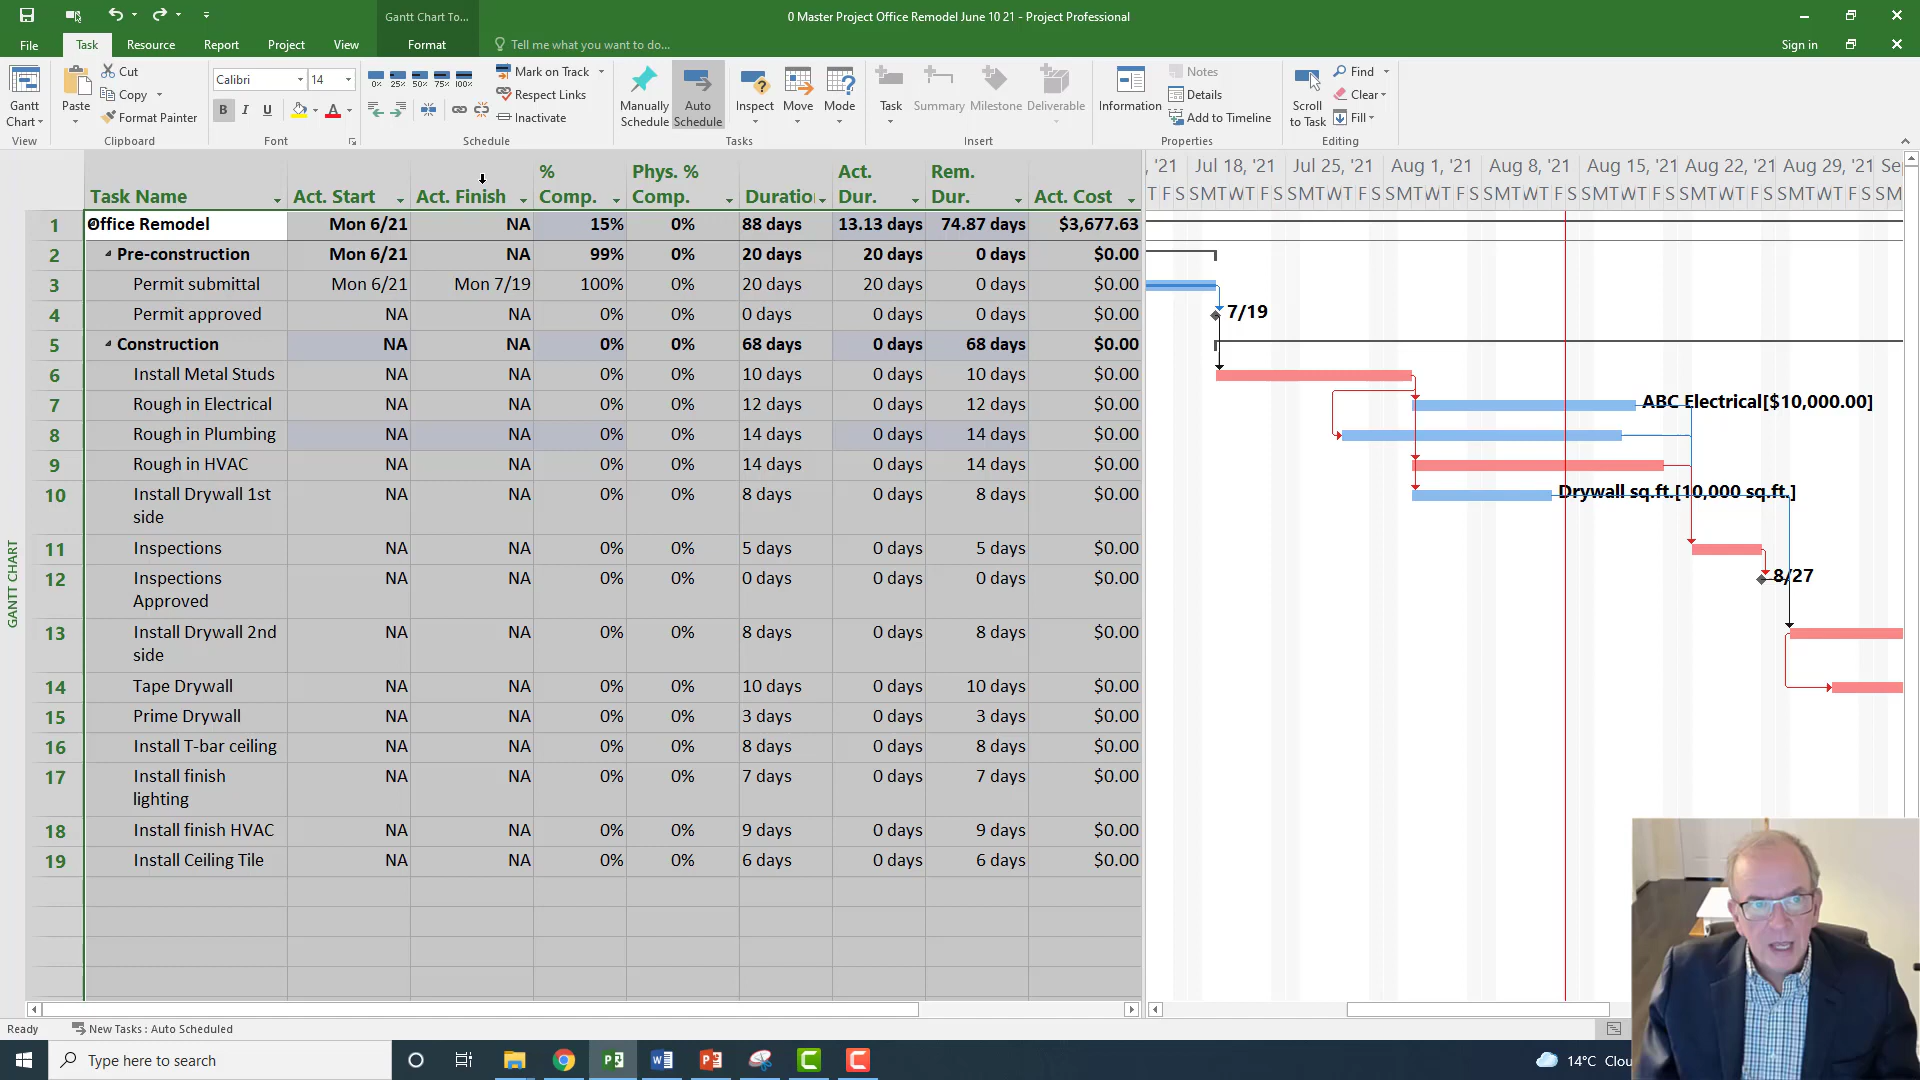 Gantt Chart To...
0 Master Project Office Remodel June 10 21 - Project Professional
File Task Resource Report Project View Format Tell me what you want to do... Sign in
Gantt Chart
View
Paste
Cut
Copy
Format Painter
Clipboard
Calibri 14
B I U A
Font
0% 25% 50% 75% 100%
Mark on Track
Respect Links
Inactivate
Schedule
Manually Schedule
Auto Schedule
Inspect
Move
Mode
Tasks
Task
Summary
Milestone
Deliverable
Insert
Information
Notes
Details
Add to Timeline
Properties
Scroll to Task
Find
Clear
Fill
Editing
Task Name Act. Start Act. Finish % Comp. Phys. % Comp. Duratio Act. Dur. Rem. Dur. Act. Cost
1 Office Remodel Mon 6/21 NA 15% 0% 88 days 13.13 days 74.87 days $3,677.63
2 Pre-construction Mon 6/21 NA 99% 0% 20 days 20 days 0 days $0.00
3 Permit submittal Mon 6/21 Mon 7/19 100% 0% 20 days 20 days 0 days $0.00
4 Permit approved NA NA 0% 0% 0 days 0 days 0 days $0.00
5 Construction NA NA 0% 0% 68 days 0 days 68 days $0.00
6 Install Metal Studs NA NA 0% 0% 10 days 0 days 10 days $0.00
7 Rough in Electrical NA NA 0% 0% 12 days 0 days 12 days $0.00
8 Rough in Plumbing NA NA 0% 0% 14 days 0 days 14 days $0.00
9 Rough in HVAC NA NA 0% 0% 14 days 0 days 14 days $0.00
10 Install Drywall 1st side NA NA 0% 0% 8 days 0 days 8 days $0.00
11 Inspections NA NA 0% 0% 5 days 0 days 5 days $0.00
12 Inspections Approved NA NA 0% 0% 0 days 0 days 0 days $0.00
13 Install Drywall 2nd side NA NA 0% 0% 8 days 0 days 8 days $0.00
14 Tape Drywall NA NA 0% 0% 10 days 0 days 10 days $0.00
15 Prime Drywall NA NA 0% 0% 3 days 0 days 3 days $0.00
16 Install T-bar ceiling NA NA 0% 0% 8 days 0 days 8 days $0.00
17 Install finish lighting NA NA 0% 0% 7 days 0 days 7 days $0.00
18 Install finish HVAC NA NA 0% 0% 9 days 0 days 9 days $0.00
19 Install Ceiling Tile NA NA 0% 0% 6 days 0 days 6 days $0.00
, '21 Jul 18, '21 Jul 25, '21 Aug 1, '21 Aug 8, '21 Aug 15, '21 Aug 22, '21 Aug 29, '21 Se
T F S S M T W T F S S M T W T F S S M T W T F S S M T W T F S S M T W T F S S M T W T F S S M T W T F S S M
7/19
ABC Electrical[$10,000.00]
Drywall sq.ft.[10,000 sq.ft.]
8/27
GANTT CHART
Ready New Tasks : Auto Scheduled
Type here to search
14°C Clou